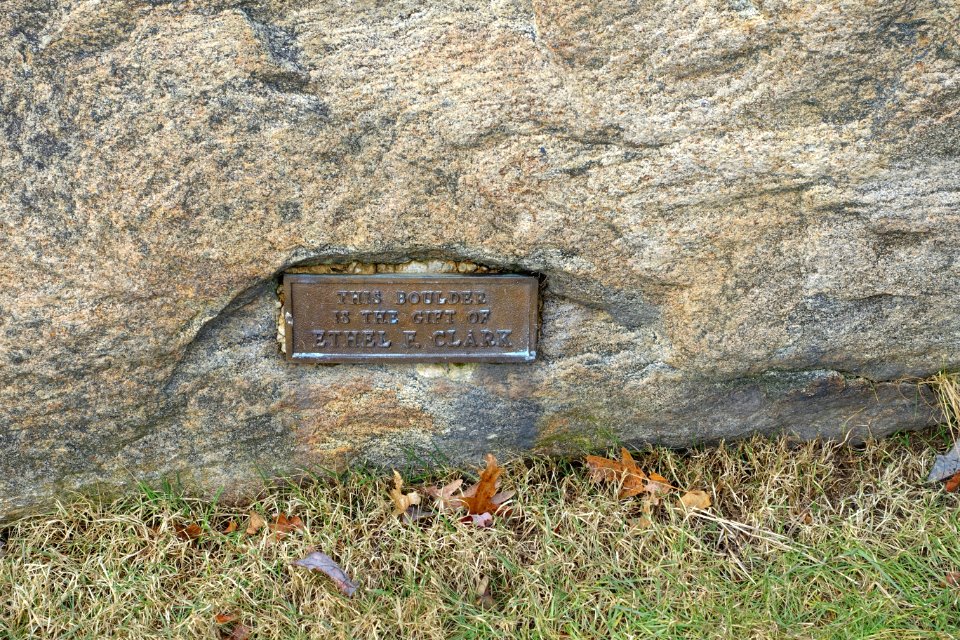 THIS BOULDER
IS THE GIFT OF
ETHEL F. CLARK